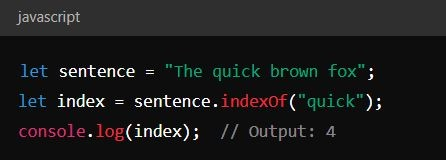 javascript
let sentence = "The quick brown fox";
let index = sentence.indexOf("quick");
console.log(index);  // Output: 4